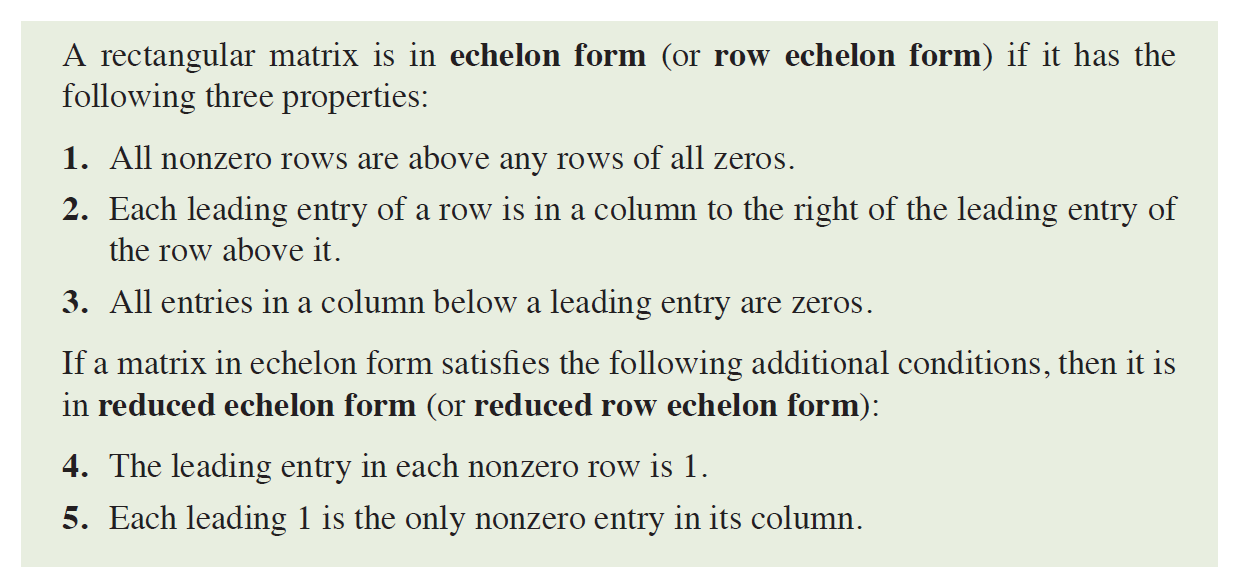 A rectangular matrix is in echelon form (or row echelon form) if it has the
following three properties:
1. All nonzero rows are above any rows of all zeros.
2. Each leading entry of a row is in a column to the right of the leading entry of
the row above it.
3. All entries in a column below a leading entry are zeros.
If a matrix in echelon form satisfies the following additional conditions, then it is
in reduced echelon form (or reduced row echelon form):
4. The leading entry in each nonzero row is 1.
5. Each leading 1 is the only nonzero entry in its column.